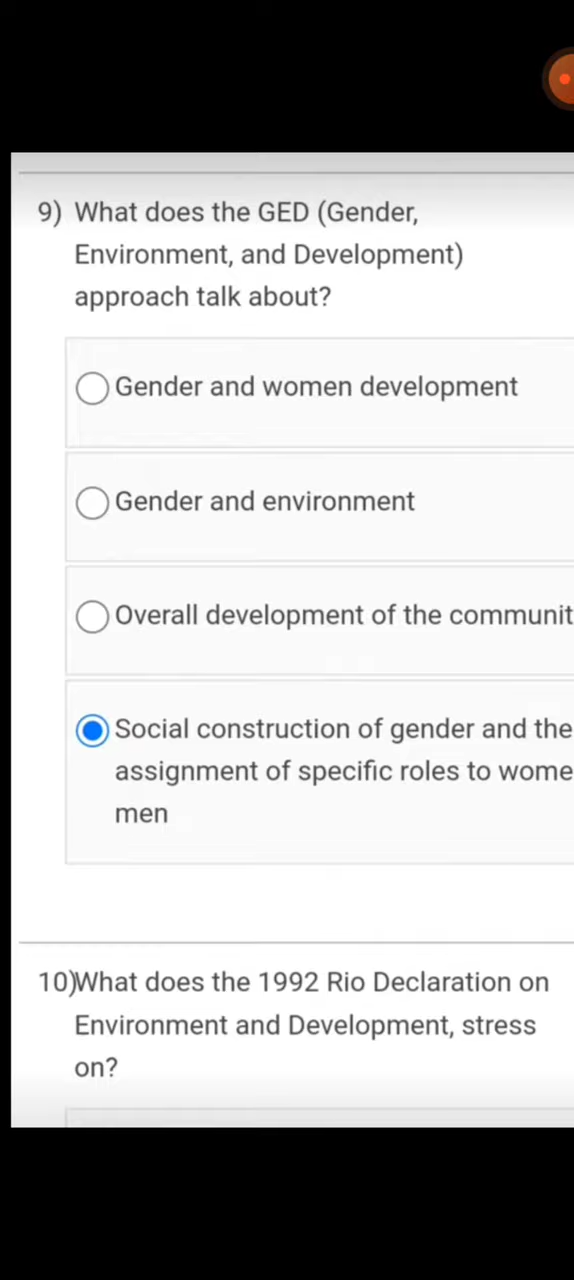 9) What does the GED (Gender,
Environment, and Development)
approach talk about?
Gender and women development
Gender and environment
Overall development of the
Social construction of gender and the
assignment of specific roles to
men
10)What does the 1992 Rio Declaration on
Environment and Development, stress
on?